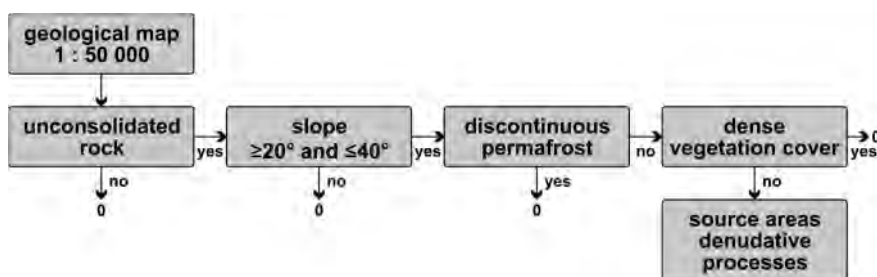 geological map
1 : 50 000
unconsolidated
rock
yes
slope
≥20° and ≤40°
yes
discontinuous
permafrost
no
dense
vegetation cover
0
yes
no
0
no
0
yes
0
no
source areas
denudative
processes